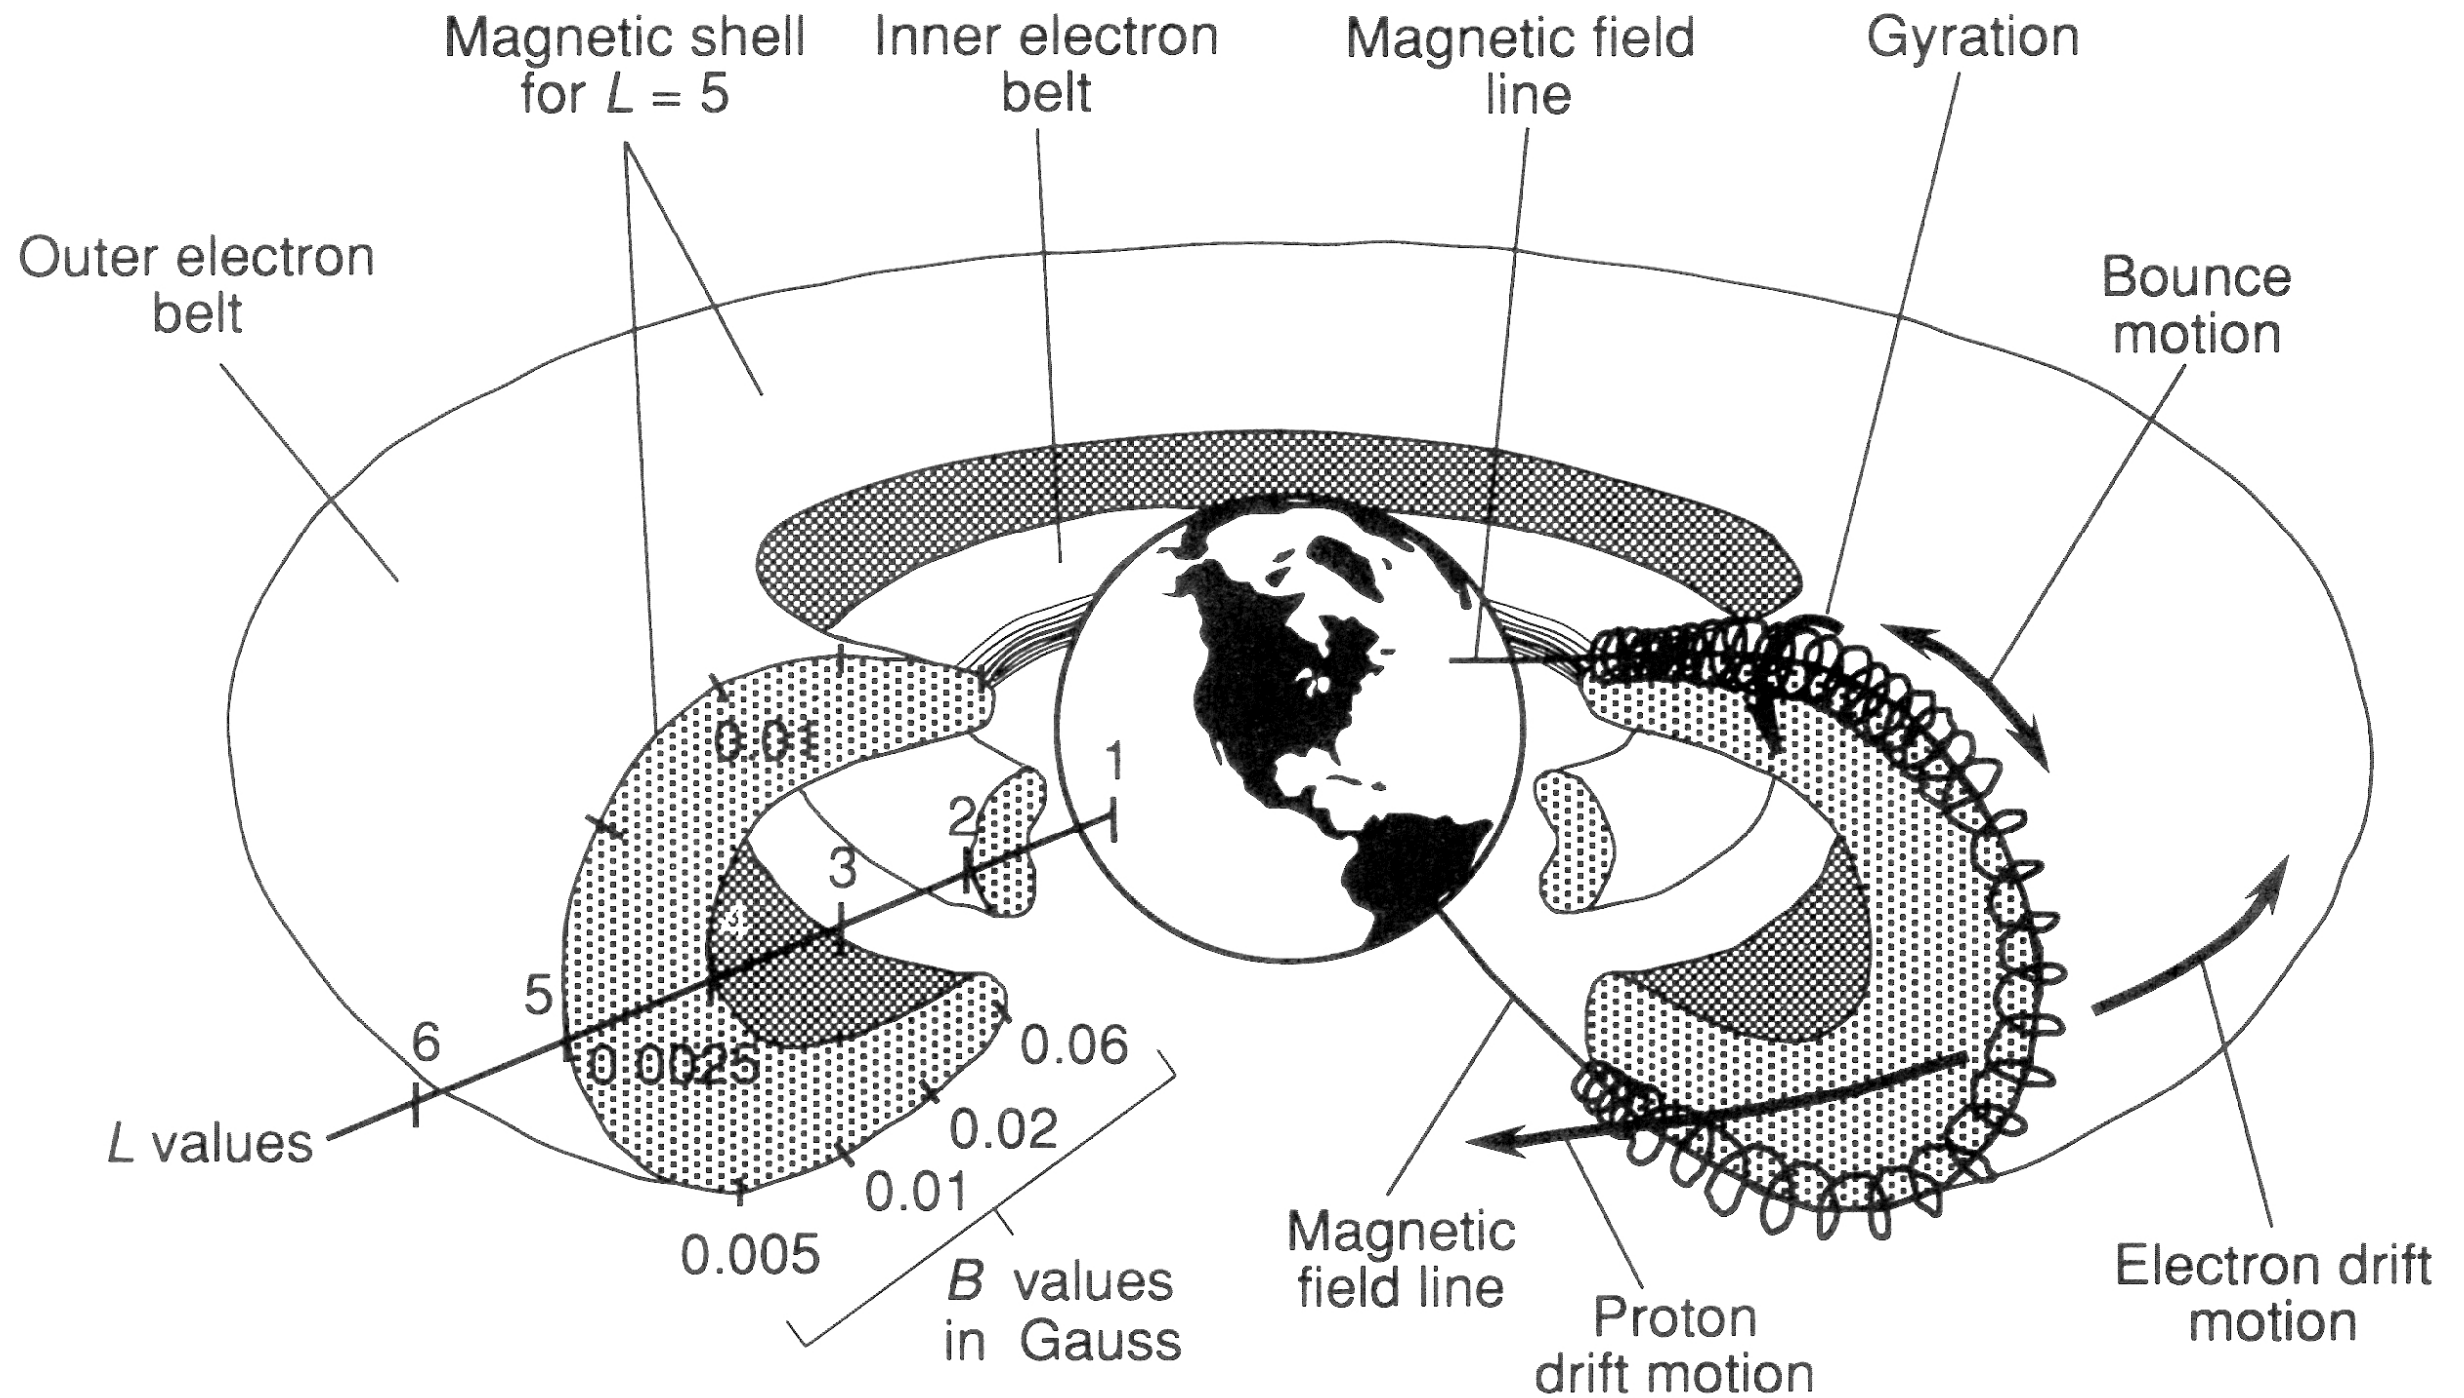 Magnetic shell
for L = 5
Inner electron
belt
Magnetic field
line
Gyration
Outer electron
belt
Bounce
motion
0.01
1
2
3
4
5
6
0.0025
L values
0.06
0.02
0.01
0.005
B values
in Gauss
Magnetic
field line
Proton
drift motion
Electron drift
motion